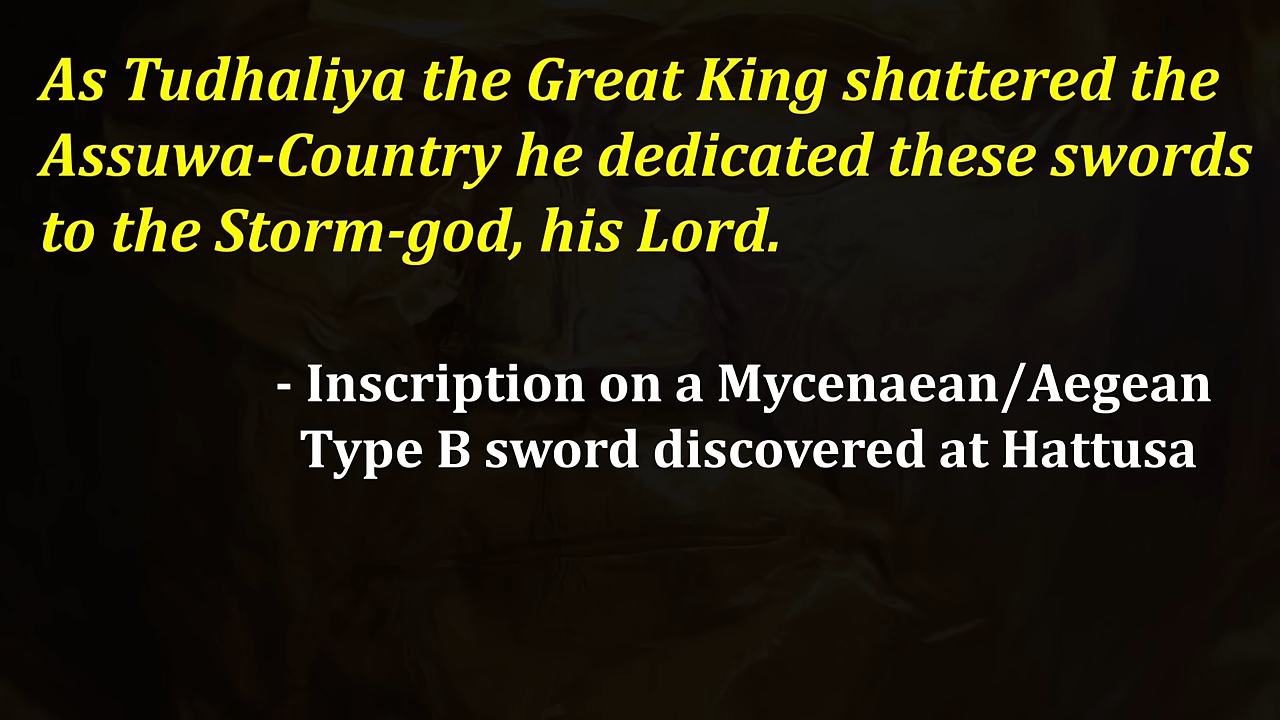 As Tudhaliya the Great King shattered the
Assuwa-Country he dedicated these swords
to the Storm-god, his Lord.
- Inscription on a Mycenaean/Aegean
Type B sword discovered at Hattusa